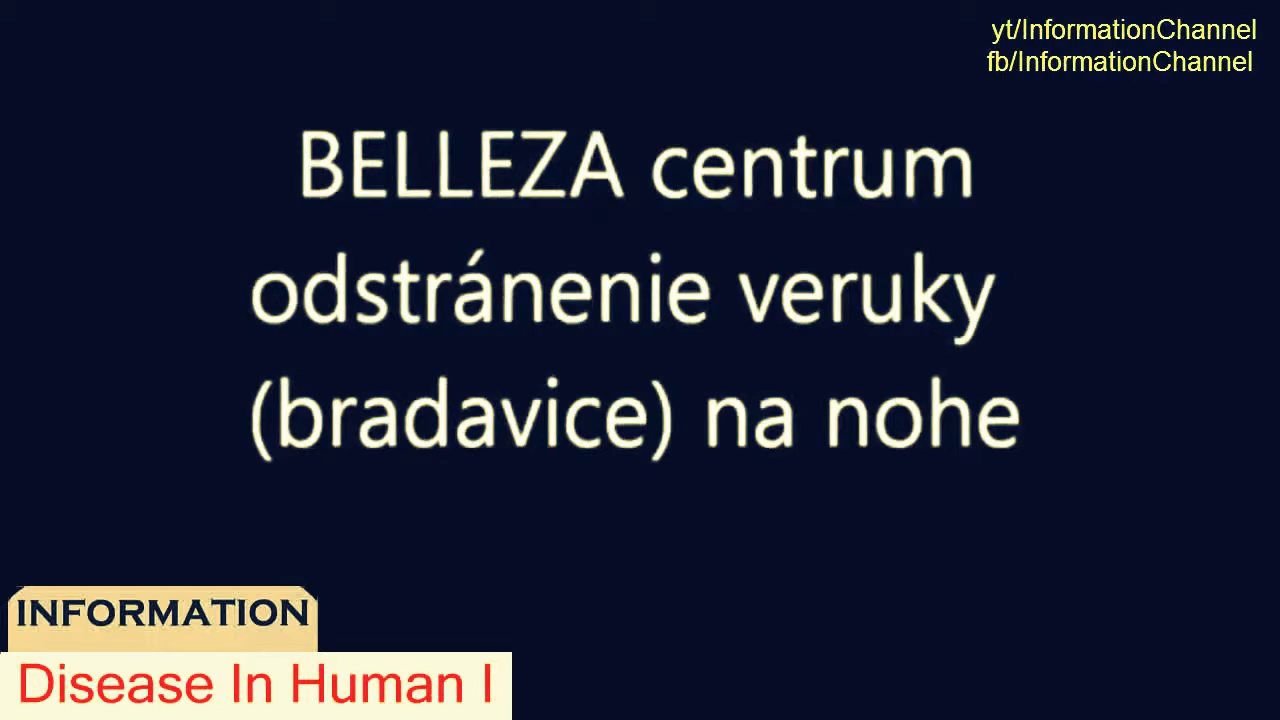 yt/InformationChannel
fb/InformationChannel
BELLEZA centrum
odstránenie veruky
(bradavice) na nohe
INFORMATION
Disease In Human I